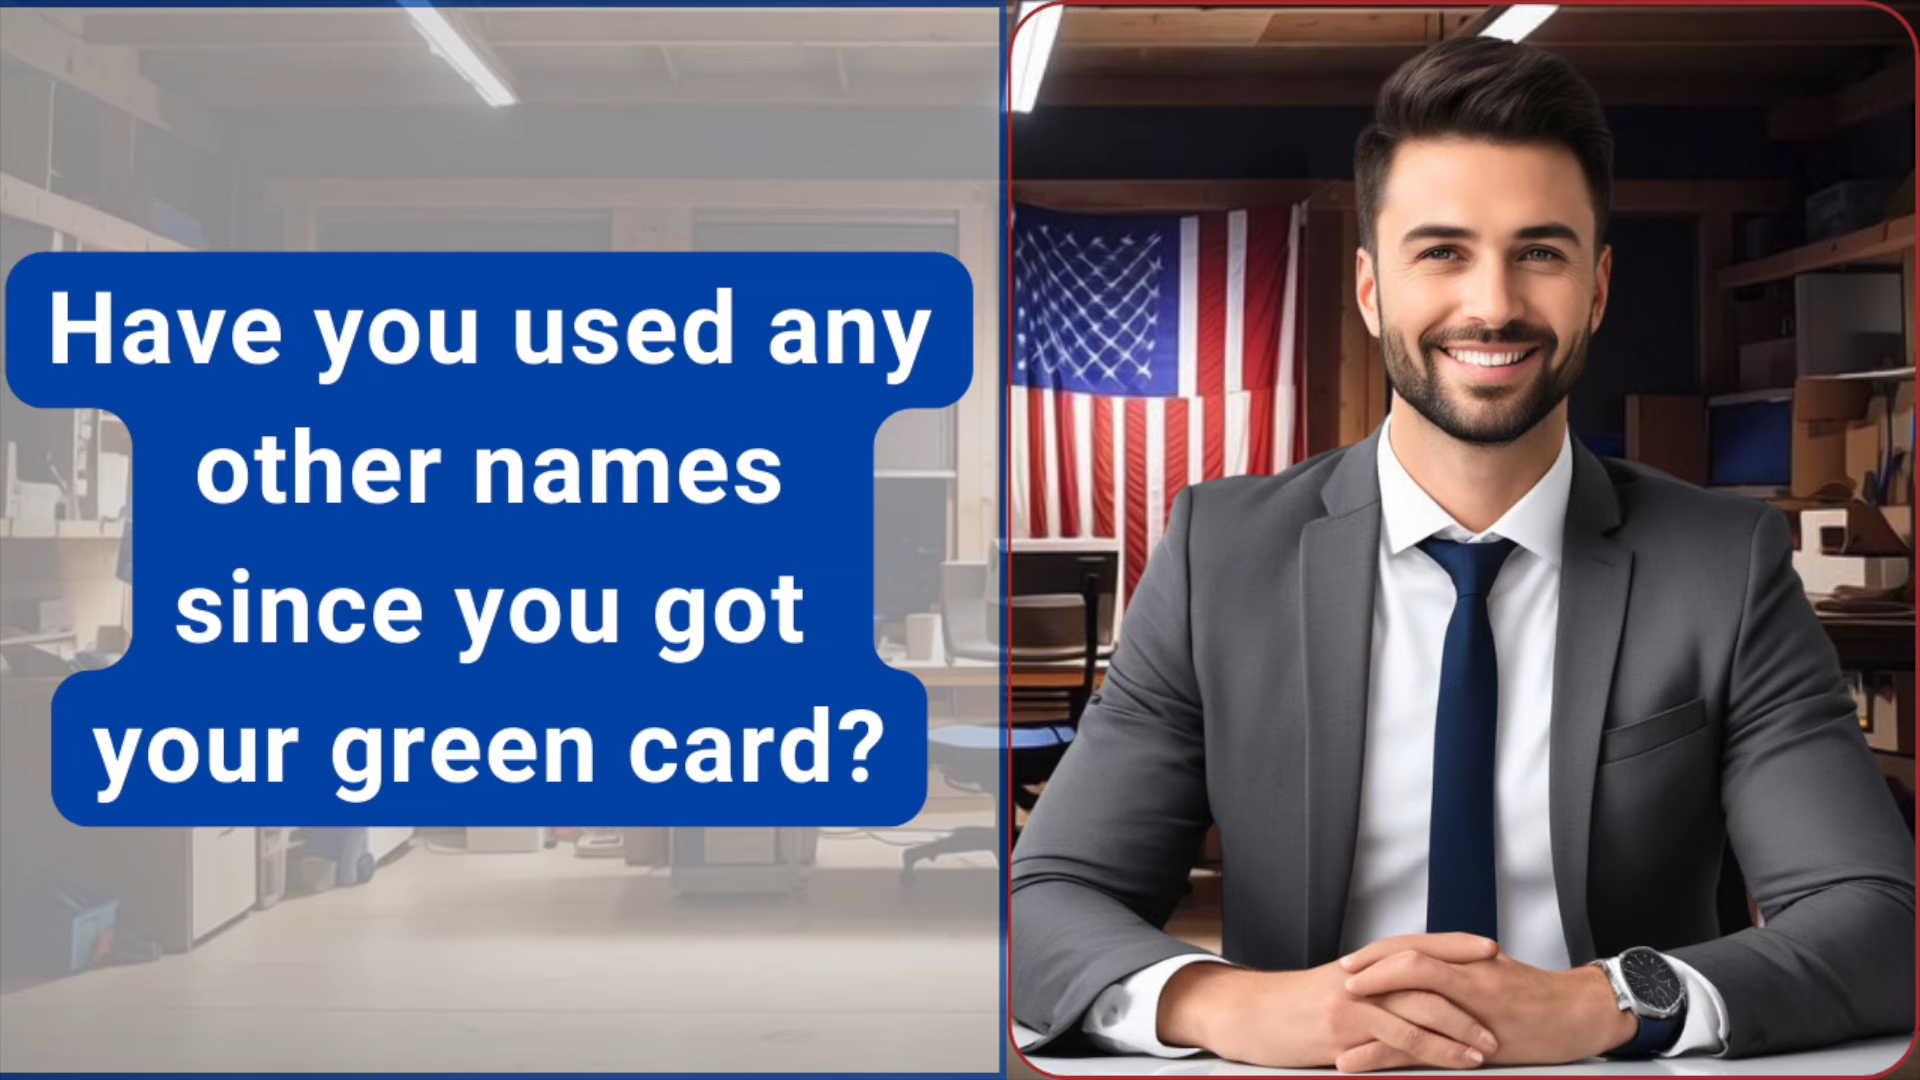 Have you used any
other names
since you got
your green card?